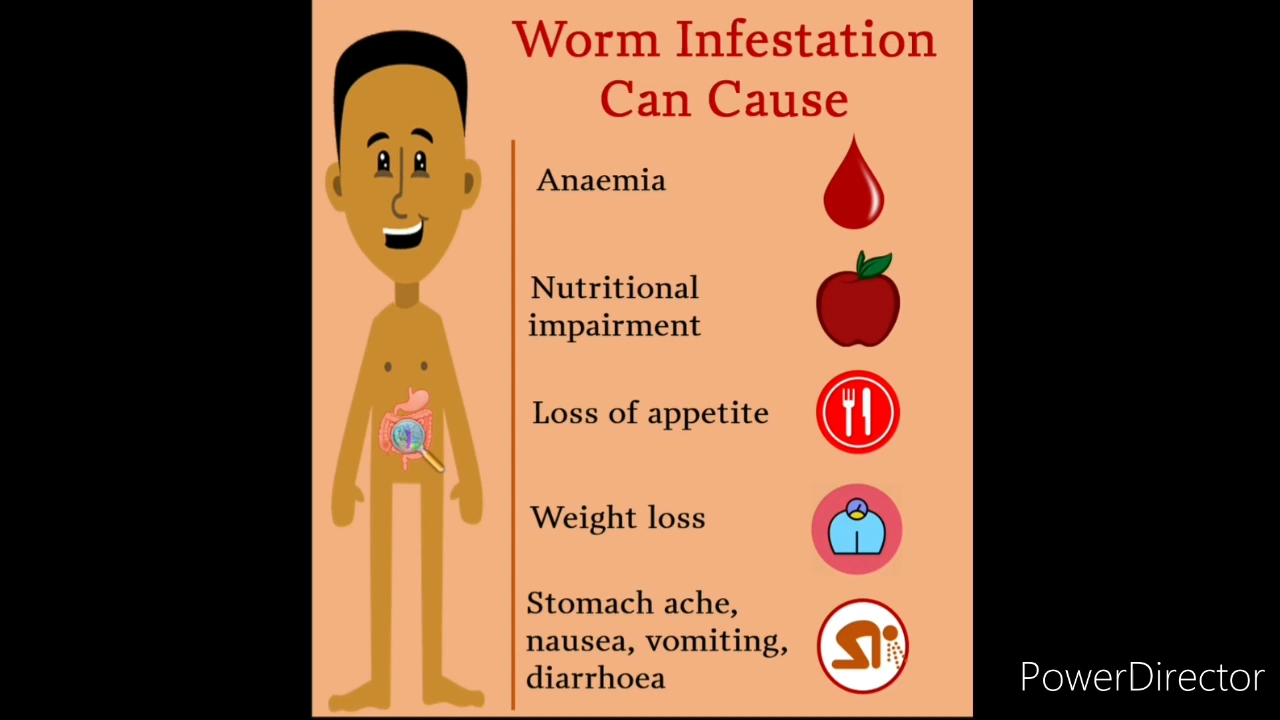 Worm Infestation
Can Cause
Anaemia
Nutritional
impairment
Loss of appetite
Weight loss
Stomach ache,
nausea, vomiting,
diarrhoea
PowerDirector